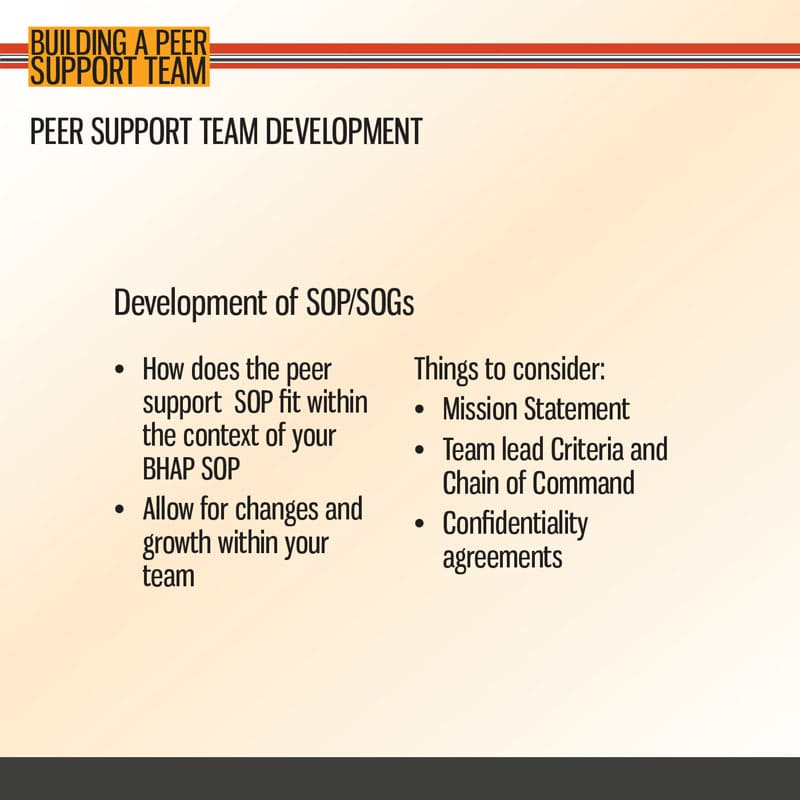 BUILDING A PEER
SUPPORT TEAM
PEER SUPPORT TEAM DEVELOPMENT
Development of SOP/SOGs
• How does the peer
support  SOP fit within
the context of your
BHAP SOP
• Allow for changes and
growth within your
team
Things to consider:
• Mission Statement
• Team lead Criteria and
Chain of Command
• Confidentiality
agreements